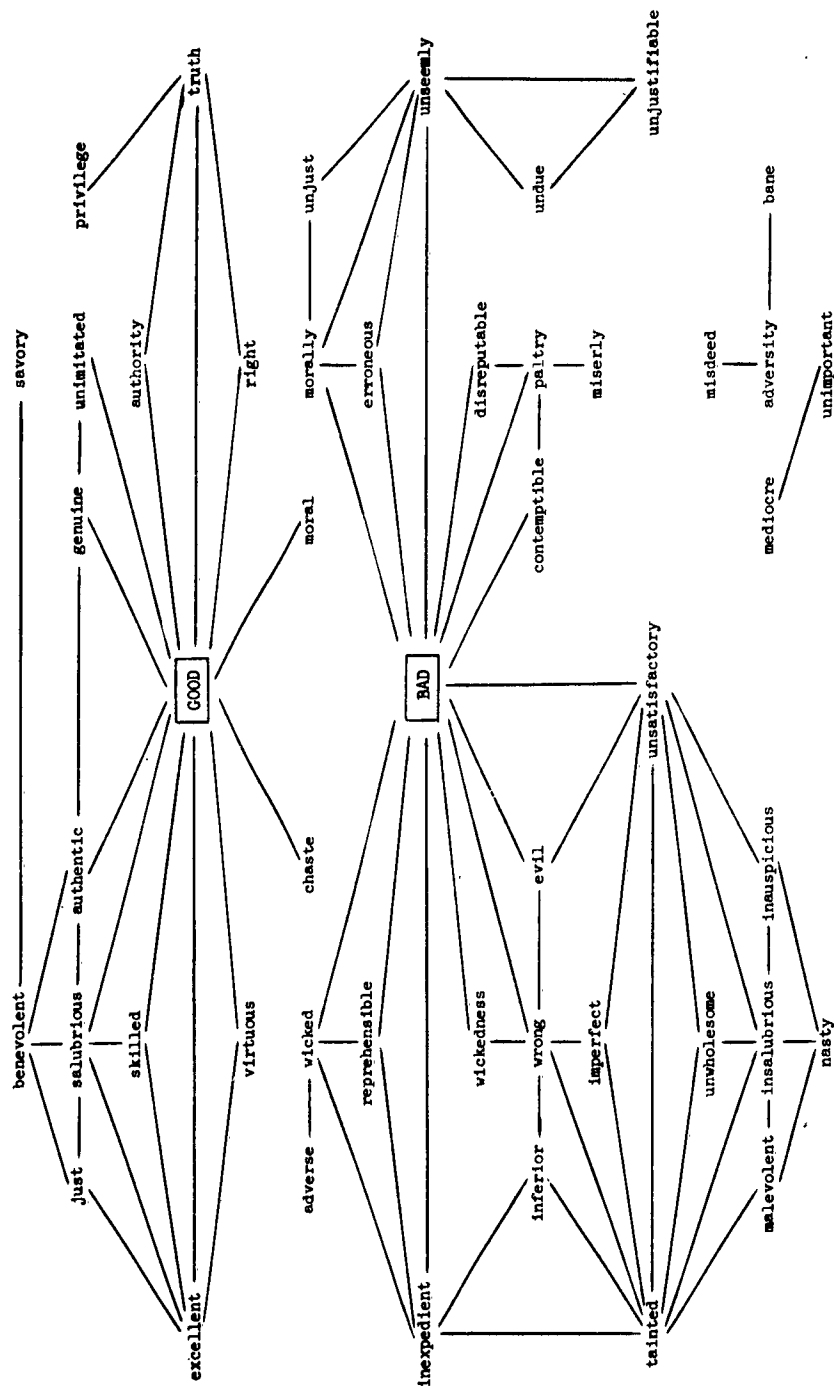 benevolent savory
just salubrious authentic genuine unimitated privilege
skilled authority
excellent GOOD truth
virtuous right
chaste moral
adverse wicked morally unjust
reprehensible erroneous
inexpedient BAD unseemly
wickedness disreputable
inferior wrong evil contemptible paltry undue
imperfect miserly
tainted unsatisfactory unjustifiable
unwholesome misdeed
malevolent insalubrious inauspicious mediocre adversity bane
nasty unimportant